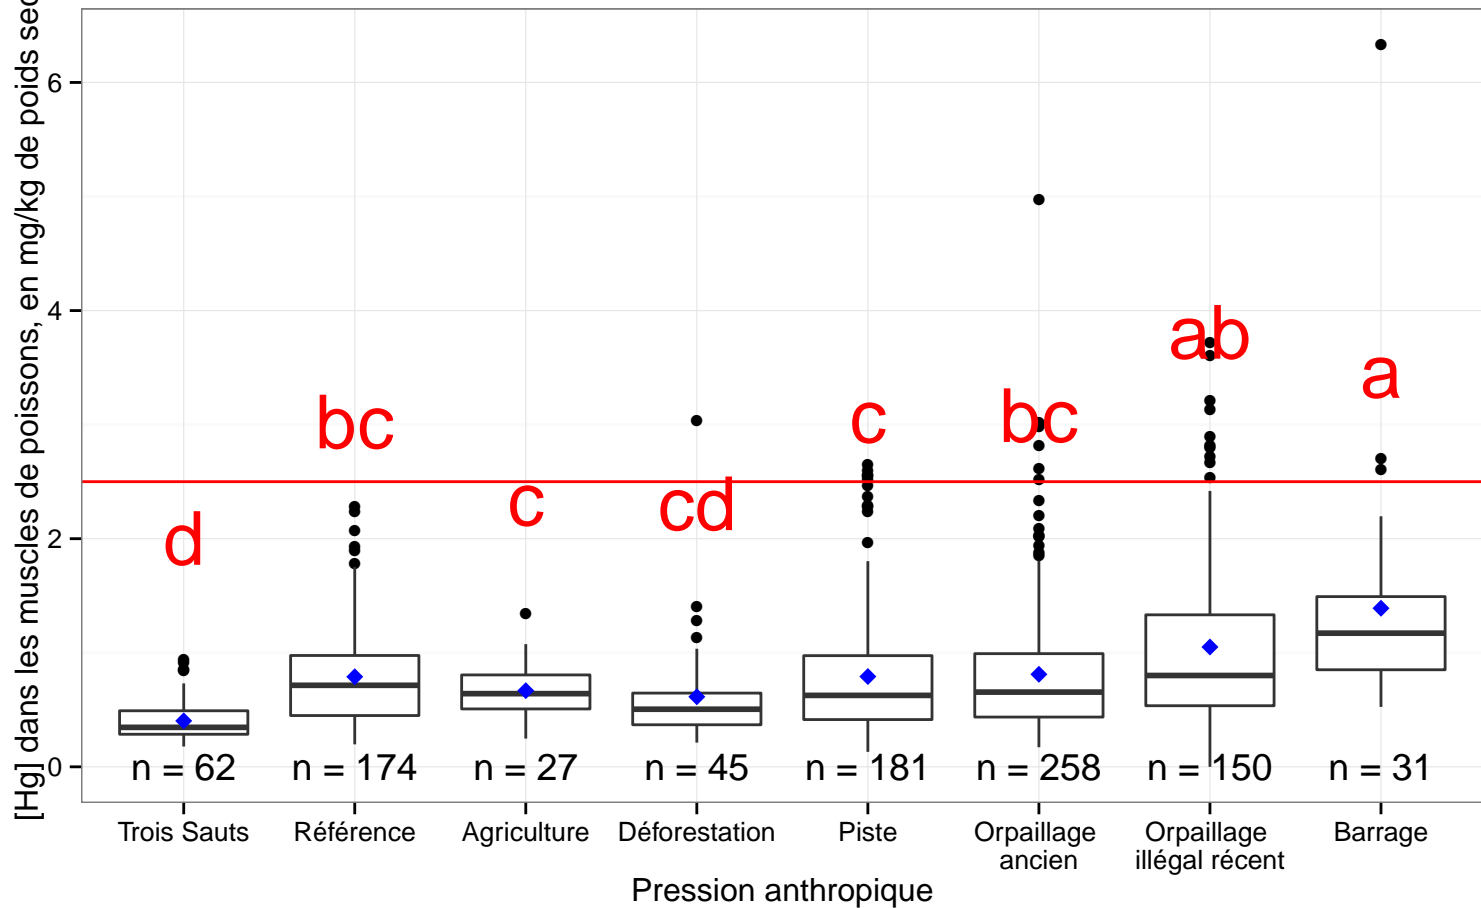 [Hg] dans les muscles de poissons, en mg/kg de poids sec
6
4
2
0
d
bc
c
cd
c
bc
ab
a
n = 62
n = 174
n = 27
n = 45
n = 181
n = 258
n = 150
n = 31
Trois Sauts
Référence
Agriculture
Déforestation
Piste
Orpaillage
ancien
Orpaillage
illégal récent
Barrage
Pression anthropique